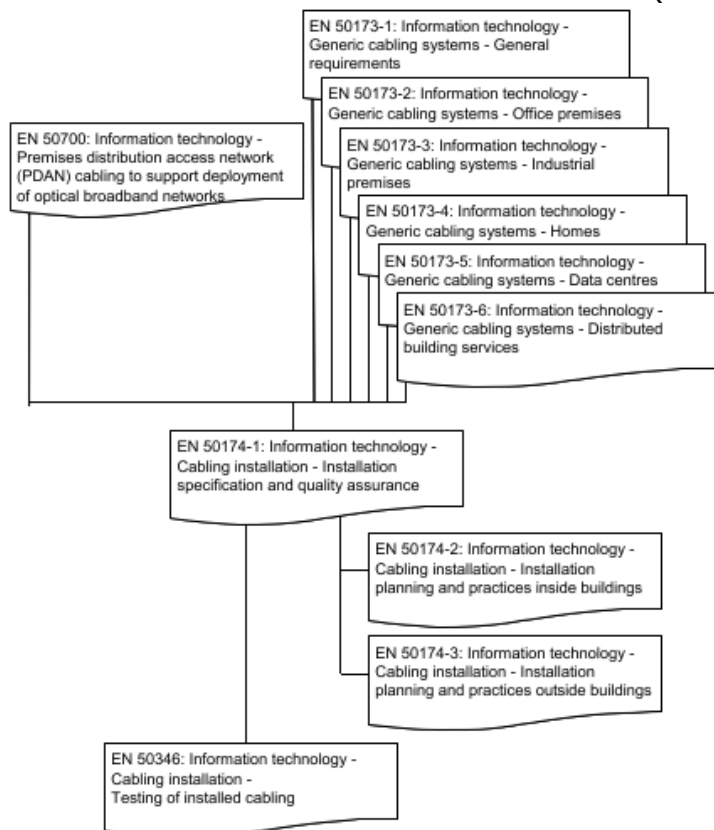 EN 50173-1: Information technology -
Generic cabling systems - General
requirements
EN 50173-2: Information technology -
Generic cabling systems - Office premises
EN 50700: Information technology -
Premises distribution access network
(PDAN) cabling to support deployment
of optical broadband networks
EN 50173-3: Information technology -
Generic cabling systems - Industrial
premises
EN 50173-4: Information technology -
Generic cabling systems - Homes
EN 50173-5: Information technology -
Generic cabling systems - Data centres
EN 50173-6: Information technology -
Generic cabling systems - Distributed
building services
EN 50174-1: Information technology -
Cabling installation - Installation
specification and quality assurance
EN 50174-2: Information technology -
Cabling installation - Installation
planning and practices inside buildings
EN 50174-3: Information technology -
Cabling installation - Installation
planning and practices outside buildings
EN 50346: Information technology -
Cabling installation -
Testing of installed cabling